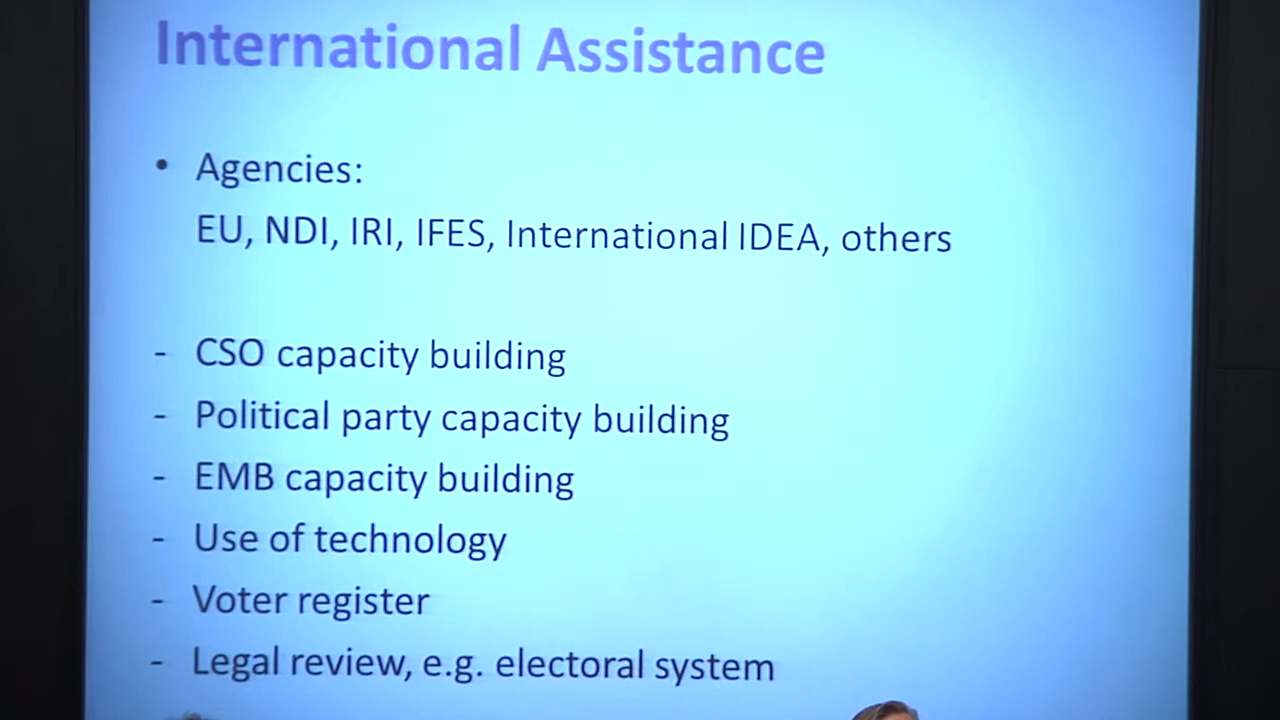 International Assistance
• Agencies:
EU, NDI, IRI, IFES, International IDEA, others
- CSO capacity building
- Political party capacity building
- EMB capacity building
- Use of technology
- Voter register
- Legal review, e.g. electoral system